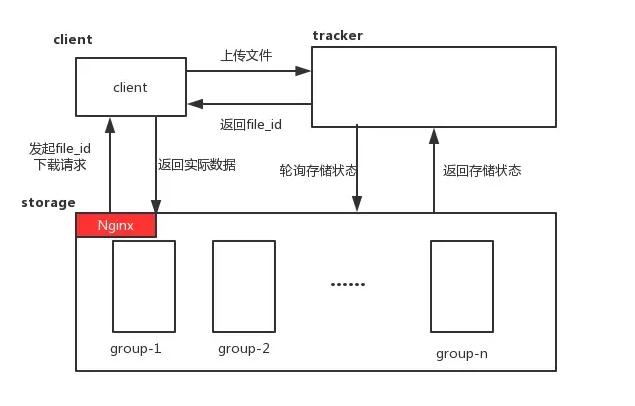 client
tracker
上传文件
client
返回file_id
发起file_id
下载请求
返回实际数据
轮询存储状态
返回存储状态
storage
Nginx
......
group-1
group-2
group-n